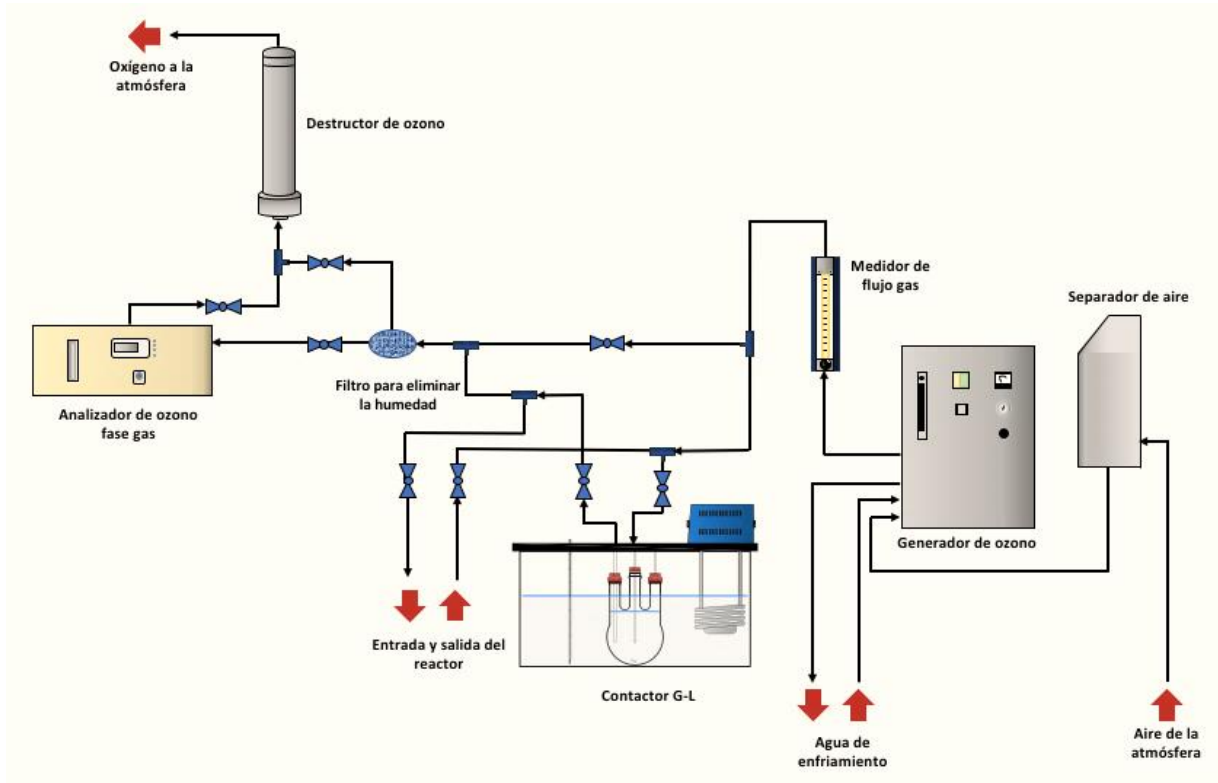 Oxígeno a la
atmósfera
Destructor de ozono
Medidor de
flujo gas
Separador de aire
Filtro para eliminar
la humedad
Analizador de ozono
fase gas
Generador de ozono
Entrada y salida del
reactor
Contactor G-L
Agua de
enfriamiento
Aire de la
atmósfera